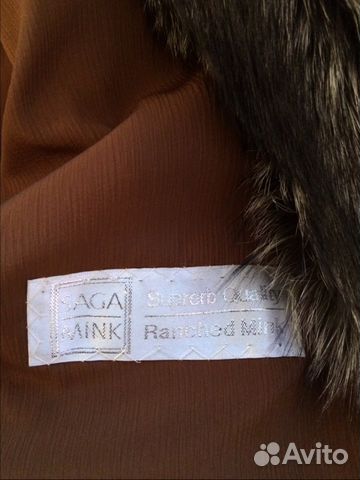 SAGA
MINK
Superb Quality
Ranched Mink
Avito